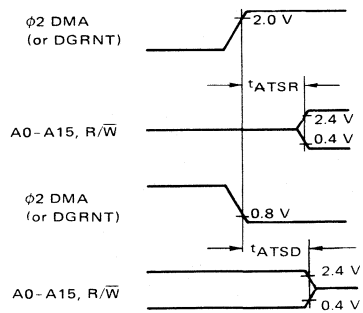 ϕ2 DMA
(or DGRNT)
2.0 V
tATSR
A0-A15, R/W̅
2.4 V
0.4 V
ϕ2 DMA
(or DGRNT)
0.8 V
tATSD
A0-A15, R/W̅
2.4 V
0.4 V